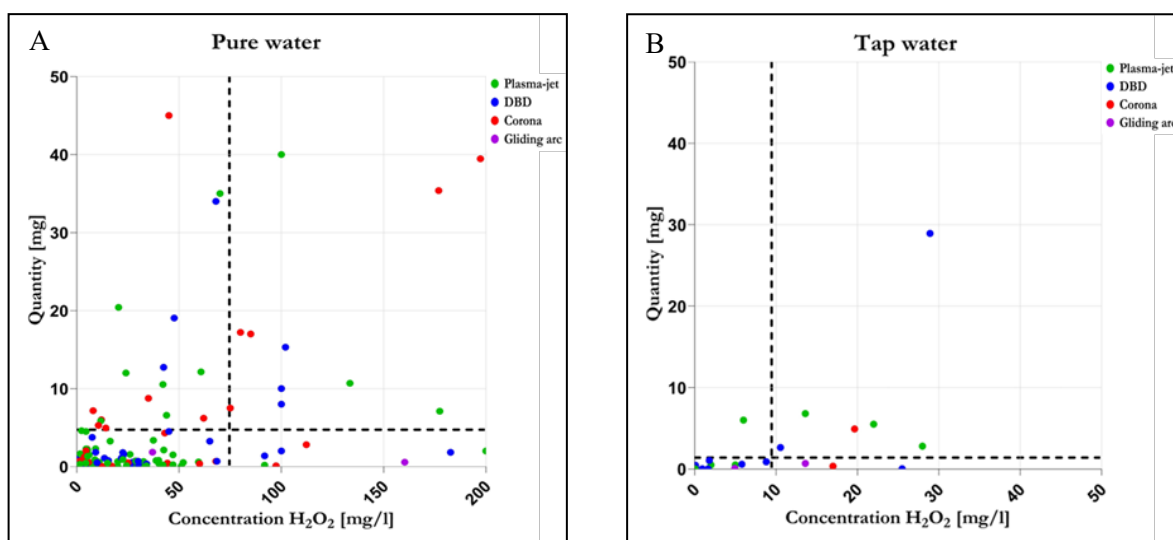 A
Pure water
50
40
30
20
10
0
Quantity [mg]
0
50
100
150
200
Concentration H₂O₂ [mg/l]
Plasma-jet
DBD
Corona
Gliding arc
B
Tap water
50
40
30
20
10
0
Quantity [mg]
0
10
20
30
40
50
Concentration H₂O₂ [mg/l]
Plasma-jet
DBD
Corona
Gliding arc